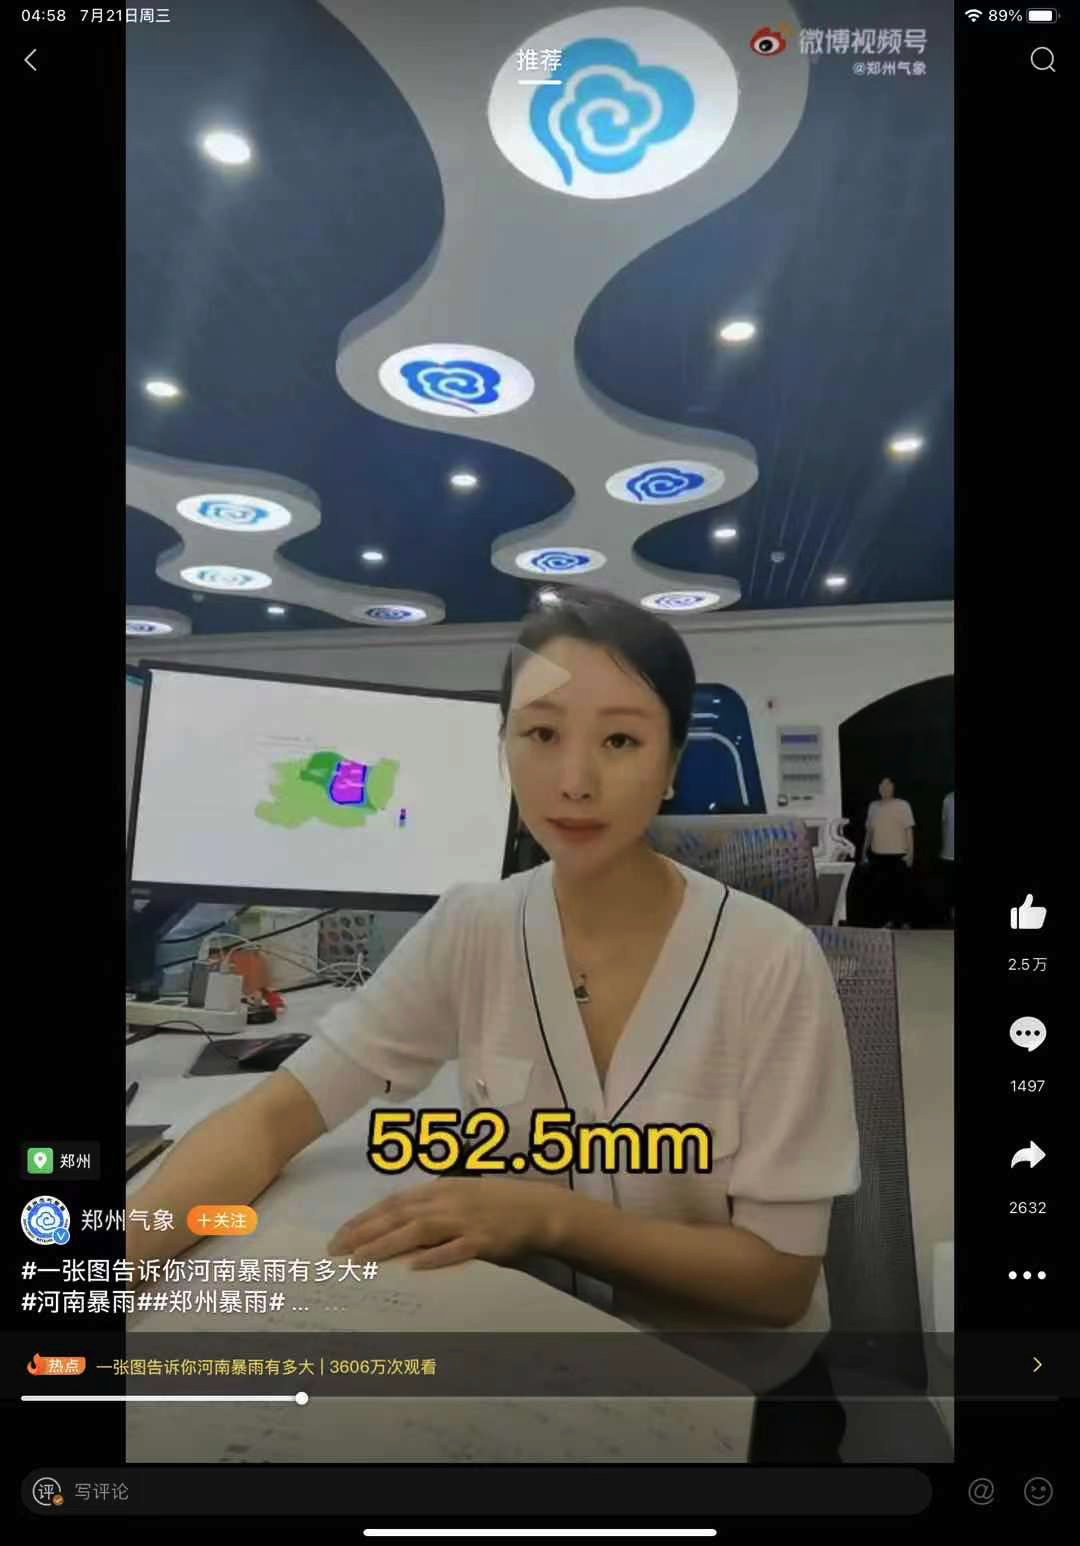 04:58 7月21日周三
89%
推荐
微博视频号
@郑州气象
552.5mm
2.5万
1497
2632
郑州
郑州气象
+关注
#一张图告诉你河南暴雨有多大#
#河南暴雨##郑州暴雨# ... ...
热点 一张图告诉你河南暴雨有多大 | 3606万次观看
评 写评论
@